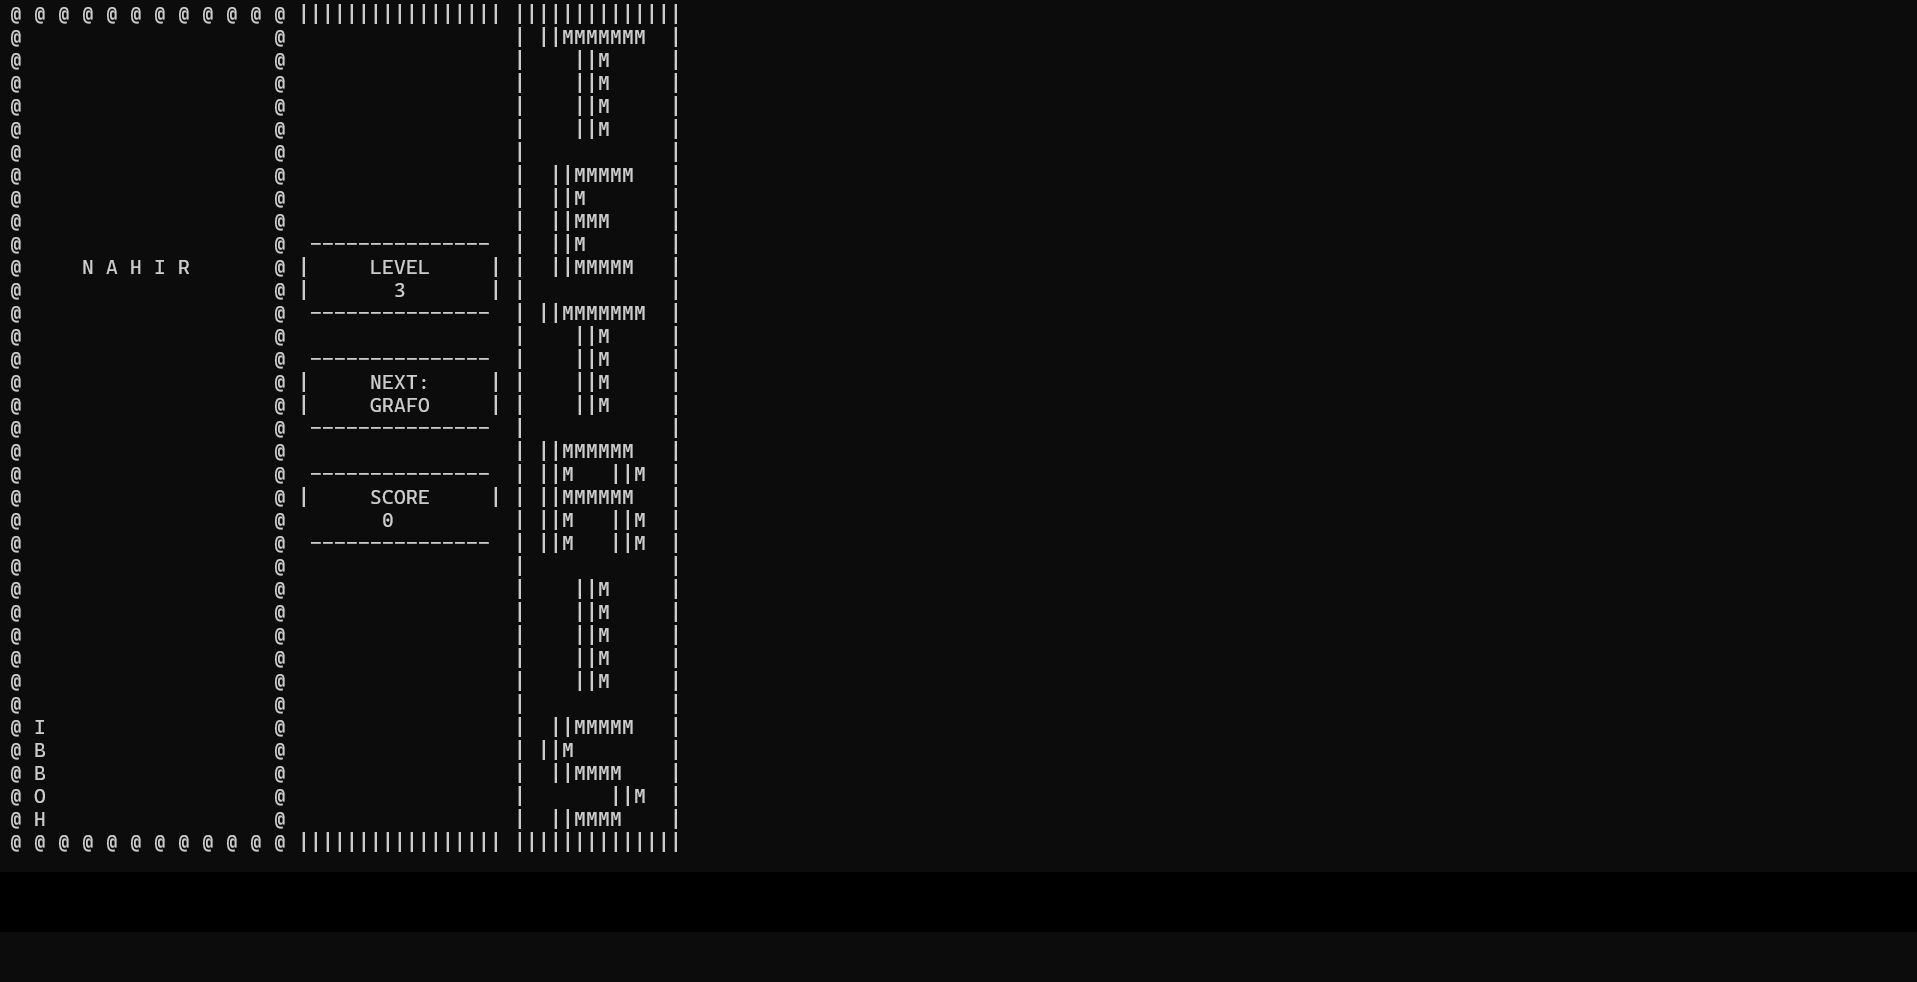 @ @ @ @ @ @ @ @ @ @ @ @ ||||||||||||||||| ||||||||||||||
@                     @                   | ||MMMMMMM  |
@                     @                   |    ||M     |
@                     @                   |    ||M     |
@                     @                   |    ||M     |
@                     @                   |    ||M     |
@                     @                   |            |
@                     @                   |  ||MMMMM   |
@                     @                   |  ||M       |
@                     @                   |  ||MMM     |
@                     @  ---------------  |  ||M       |
@     N A H I R       @ |     LEVEL     | |  ||MMMMM   |
@                     @ |       3       | |            |
@                     @  ---------------  | ||MMMMMMM  |
@                     @                   |    ||M     |
@                     @  ---------------  |    ||M     |
@                     @ |     NEXT:     | |    ||M     |
@                     @ |     GRAFO     | |    ||M     |
@                     @  ---------------  |            |
@                     @                   | ||MMMMMM   |
@                     @  ---------------  | ||M   ||M  |
@                     @ |     SCORE     | | ||MMMMMM   |
@                     @       0           | ||M   ||M  |
@                     @  ---------------  | ||M   ||M  |
@                     @                   |            |
@                     @                   |    ||M     |
@                     @                   |    ||M     |
@                     @                   |    ||M     |
@                     @                   |    ||M     |
@                     @                   |    ||M     |
@                     @                   |            |
@ I                   @                   |  ||MMMMM   |
@ B                   @                   | ||M        |
@ B                   @                   |  ||MMMM    |
@ O                   @                   |       ||M  |
@ H                   @                   |  ||MMMM    |
@ @ @ @ @ @ @ @ @ @ @ @ ||||||||||||||||| ||||||||||||||